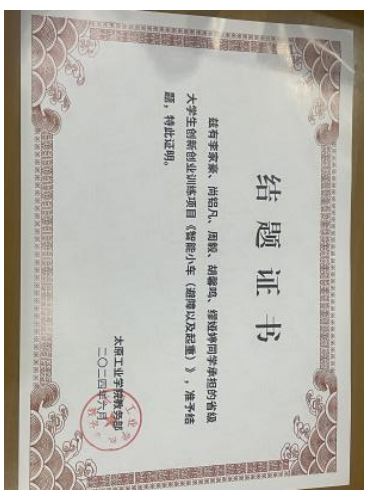 结题证书
兹有李家豪、尚铝凡、周毅、胡馨鸣、缪娅婷同学承担的省级
大学生创新创业训练项目《智能小车（避障以及起重）》，准予结
题，特此证明。
太原工业学院教务部
二〇二四年六月